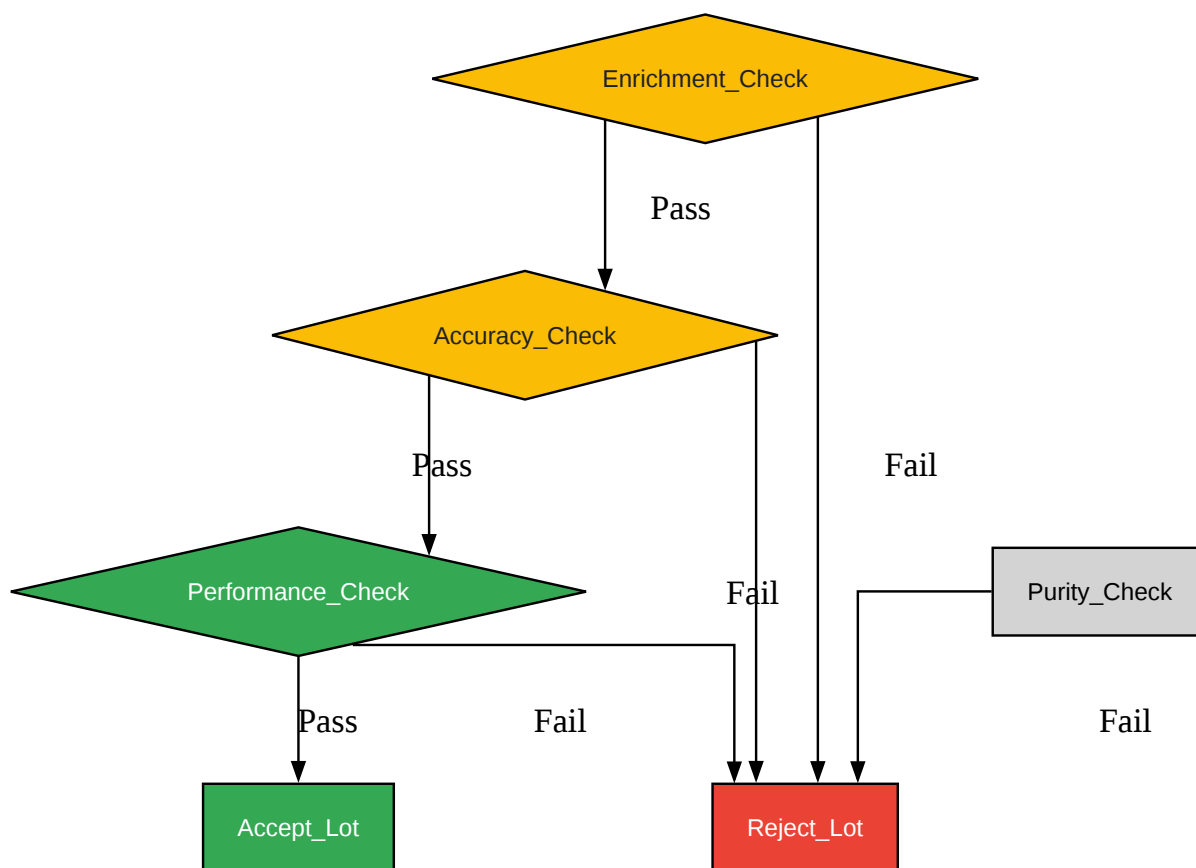 Enrichment_Check
Pass
Accuracy_Check
Pass
Fail
Performance_Check
Fail
Purity_Check
Pass
Fail
Fail
Accept_Lot
Reject_Lot